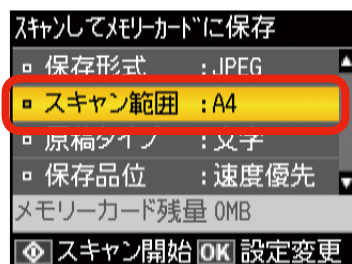 スキャンしてメモリーカードに保存
保存形式 :JPEG
スキャン範囲 :A4
原稿タイプ :文字
保存品位 :速度優先
メモリーカード残量 0MB
スキャン開始 OK 設定変更